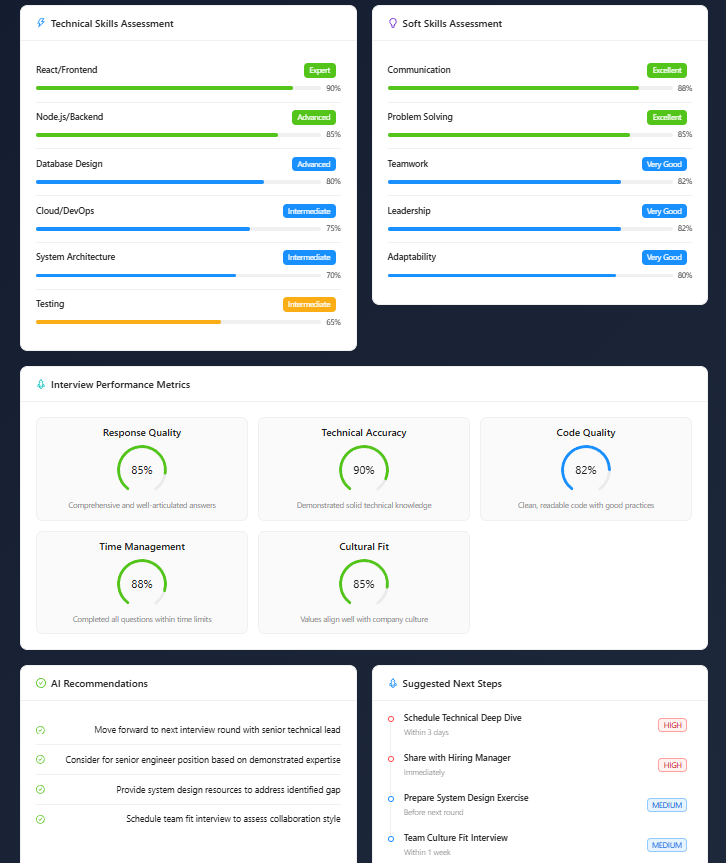 Technical Skills Assessment
React/Frontend
Expert
90%
Node.js/Backend
Advanced
85%
Database Design
Advanced
80%
Cloud/DevOps
Intermediate
75%
System Architecture
Intermediate
70%
Testing
Intermediate
65%
Soft Skills Assessment
Communication
Excellent
88%
Problem Solving
Excellent
85%
Teamwork
Very Good
82%
Leadership
Very Good
82%
Adaptability
Very Good
80%
Interview Performance Metrics
Response Quality
85%
Comprehensive and well-articulated answers
Technical Accuracy
90%
Demonstrated solid technical knowledge
Code Quality
82%
Clean, readable code with good practices
Time Management
88%
Completed all questions within time limits
Cultural Fit
85%
Values align well with company culture
AI Recommendations
Move forward to next interview round with senior technical lead
Consider for senior engineer position based on demonstrated expertise
Provide system design resources to address identified gap
Schedule team fit interview to assess collaboration style
Suggested Next Steps
Schedule Technical Deep Dive
HIGH
Within 3 days
Share with Hiring Manager
HIGH
Immediately
Prepare System Design Exercise
MEDIUM
Before next round
Team Culture Fit Interview
MEDIUM
Within 1 week